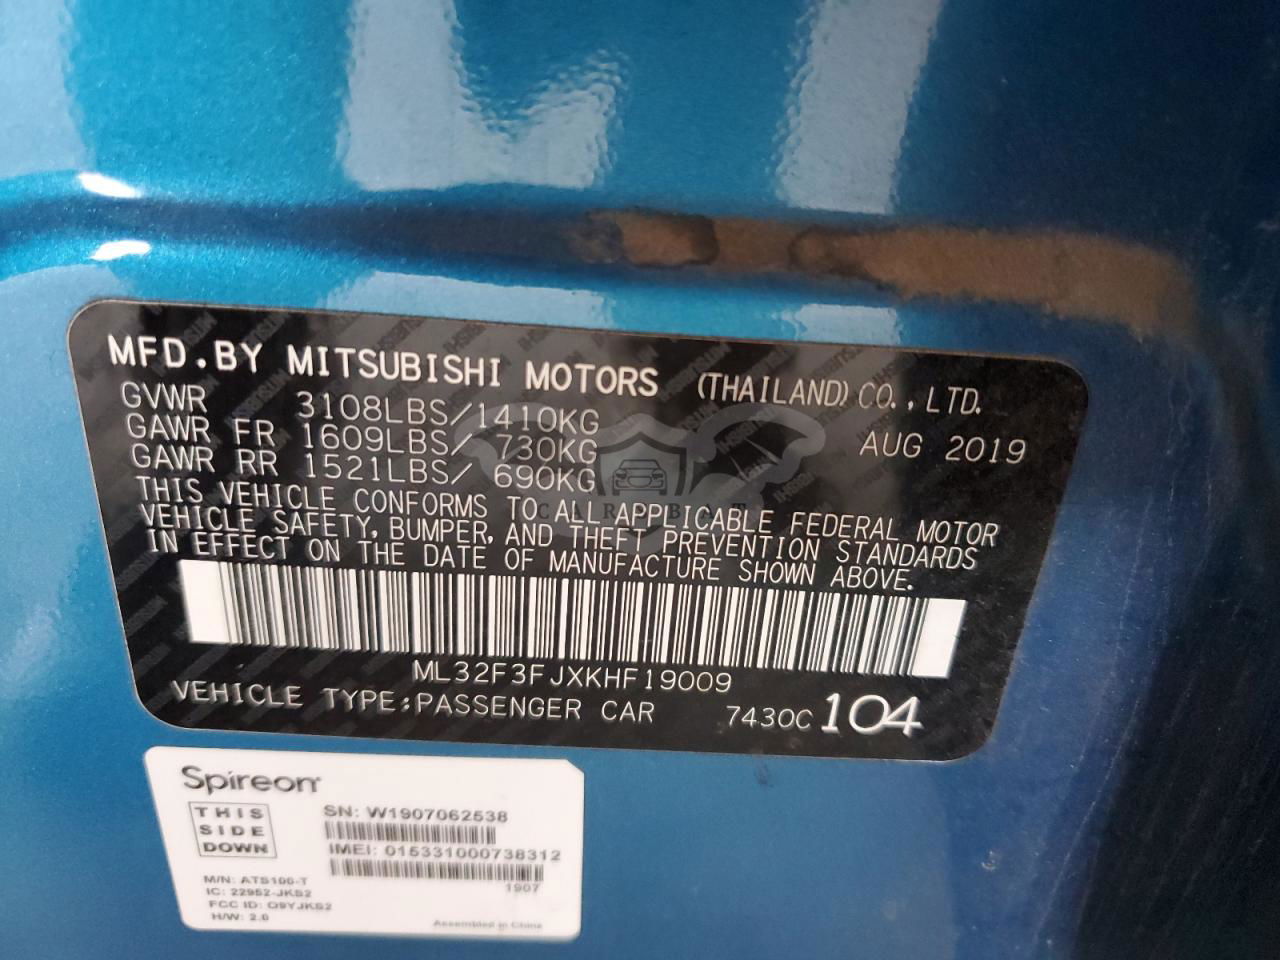 MFD.BY MITSUBISHI MOTORS (THAILAND) CO.,LTD.
GVWR 3108LBS/1410KG AUG 2019
GAWR FR 1609LBS/ 730KG
GAWR RR 1521LBS/ 690KG
THIS VEHICLE CONFORMS TO ALL APPLICABLE FEDERAL MOTOR
VEHICLE SAFETY, BUMPER, AND THEFT PREVENTION STANDARDS
IN EFFECT ON THE DATE OF MANUFACTURE SHOWN ABOVE.
ML32F3FJXKHF19009
VEHICLE TYPE:PASSENGER CAR 7430C 104
Spireon
THIS
SIDE
DOWN
SN: W1907062538
IMEI: 015331000738312
1907
M/N: ATS100-T
IC: 22952-JKS2
FCC ID: O9YJKS2
H/W: 2.0
Assembled in China